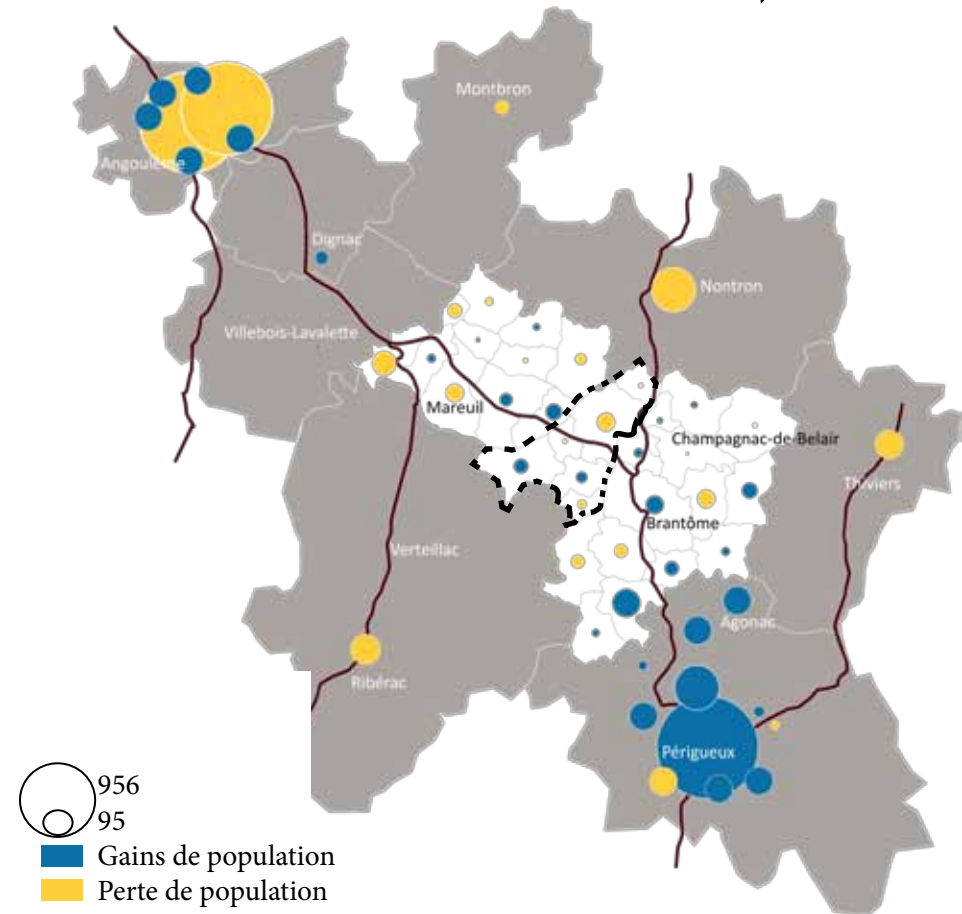 Montbron
Angoulême
Dignac
Nontron
Villebois-Lavalette
Mareuil
Champagnac-de-Belair
Thiviers
Brantôme
Verteillac
Agonac
Ribérac
Périgueux
956
95
Gains de population
Perte de population